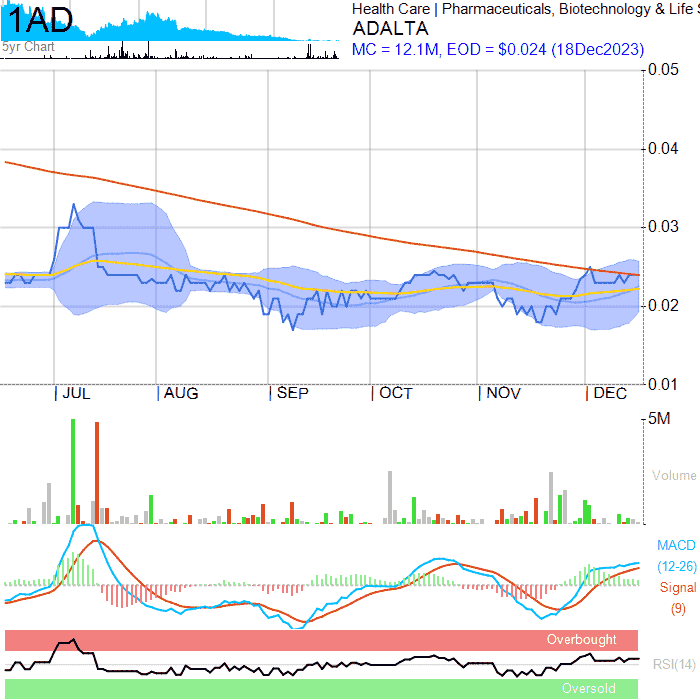 1AD
5yr Chart
Health Care | Pharmaceuticals, Biotechnology & Life S
ADALTA
MC = 12.1M, EOD = $0.024 (18Dec2023)
0.05
0.04
0.03
0.02
0.01
| JUL | AUG | SEP | OCT | NOV | DEC
5M
Volume
MACD
(12-26)
Signal
(9)
Overbought
RSI(14)
Oversold